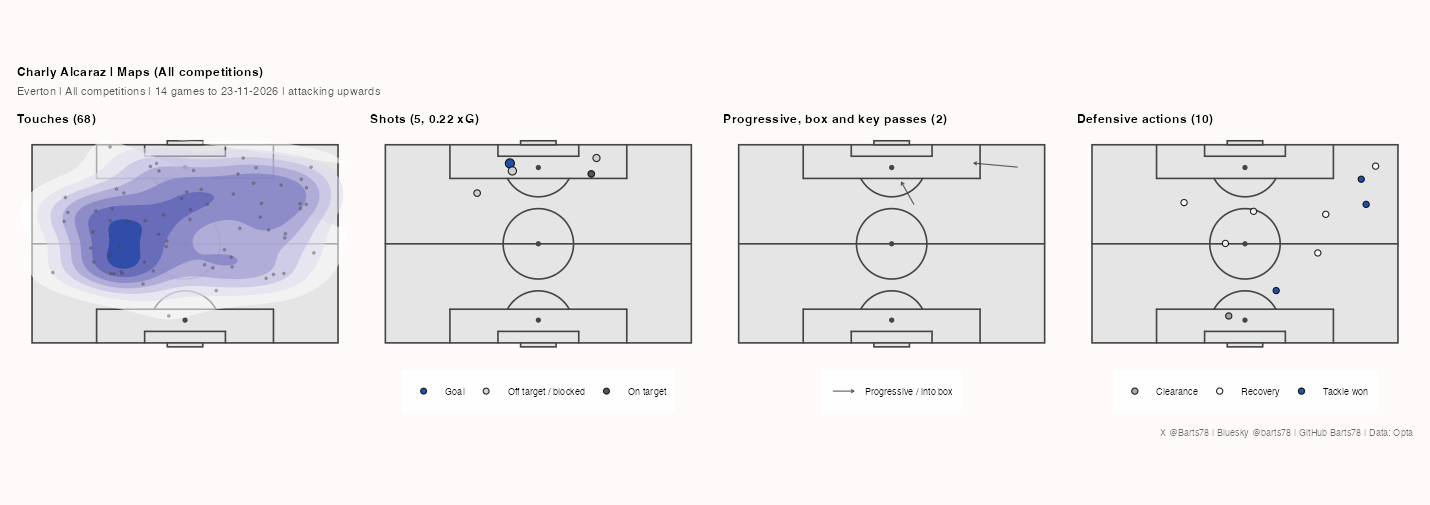 Charly Alcaraz | Maps (All competitions)
Everton | All competitions | 14 games to 23-11-2026 | attacking upwards
Touches (68)
Shots (5, 0.22 xG)
Progressive, box and key passes (2)
Defensive actions (10)
Goal
Off target / blocked
On target
Progressive / into box
Clearance
Recovery
Tackle won
X @Barts78 | Bluesky @barts78 | GitHub Barts78 | Data: Opta